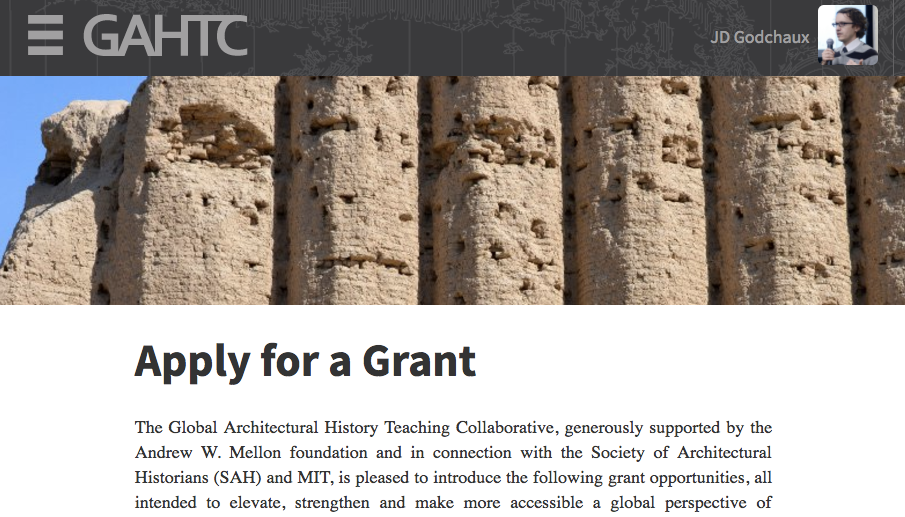 GAHTC
JD Godchaux
Apply for a Grant
The Global Architectural History Teaching Collaborative, generously supported by the
Andrew W. Mellon foundation and in connection with the Society of Architectural
Historians (SAH) and MIT, is pleased to introduce the following grant opportunities, all
intended to elevate, strengthen and make more accessible a global perspective of